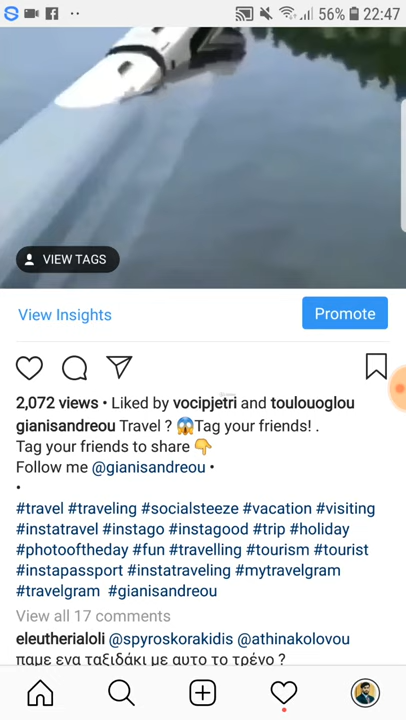 56% 22:47
VIEW TAGS
View Insights
Promote
2,072 views • Liked by vocipjetri and toulouoglou
gianisandreou Travel ? 😱Tag your friends! .
Tag your friends to share 👇
Follow me @gianisandreou •
•
#travel #traveling #socialsteeze #vacation #visiting
#instatravel #instago #instagood #trip #holiday
#photooftheday #fun #travelling #tourism #tourist
#instapassport #instatraveling #mytravelgram
#travelgram #gianisandreou
View all 17 comments
eleutherialoli @spyroskorakidis @athinakolovou
παμε ενα ταξιδάκι με αυτο το τρένο ?